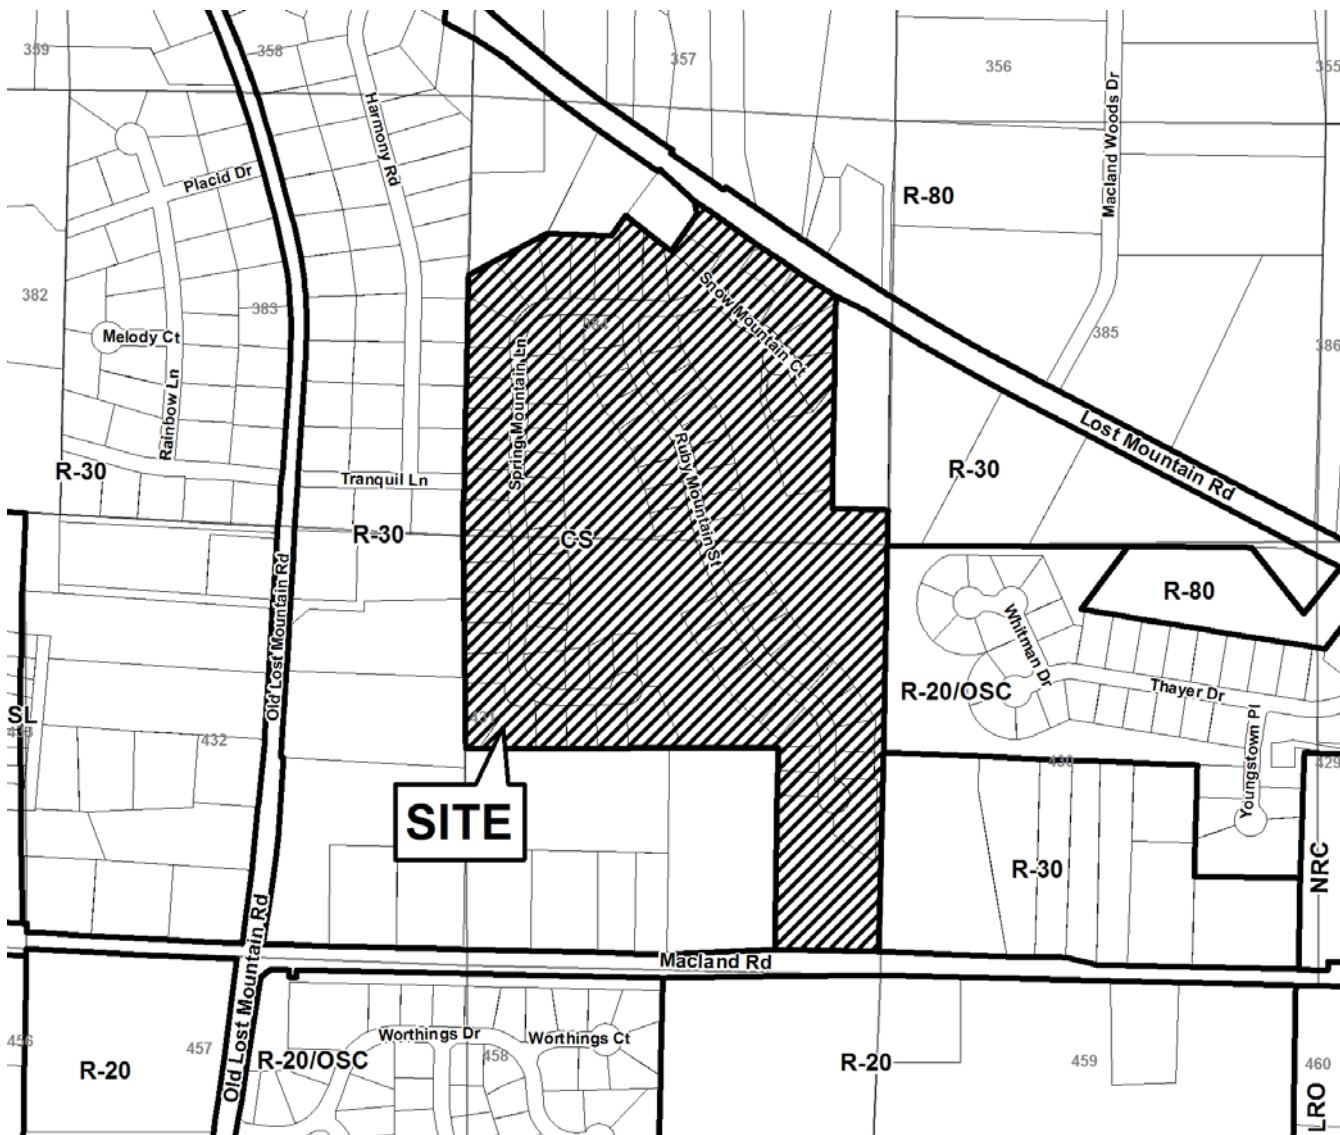 359
358
357
356
355
Harmony Rd
Macland Woods Dr
Placid Dr
R-80
382
383
Melody Ct
Rainbow Ln
384
Snow Mountain Ct
Spring Mountain Ln
385
386
Lost Mountain Rd
R-30
Tranquil Ln
R-30
Ruby Mountain St
R-30
CS
Old Lost Mountain Rd
R-80
Whitman Dr
R-20/OSC
Thayer Dr
SL
433
432
431
430
429
Youngstown Pl
SITE
R-30
NRC
Old Lost Mountain Rd
Macland Rd
456
457
R-20
R-20/OSC
Worthings Dr
Worthings Ct
458
R-20
459
460
LRO